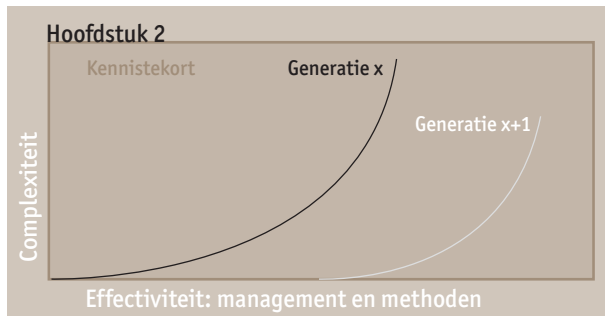 Hoofdstuk 2
Kennistekort
Generatie x
Generatie x+1
Complexiteit
Effectiviteit: management en methoden